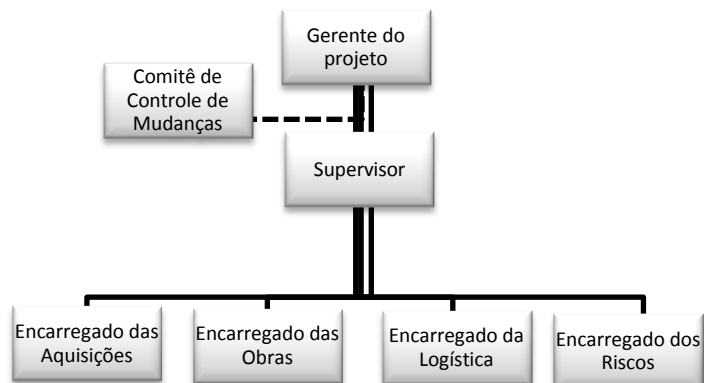 Gerente do
projeto
Comitê de
Controle de
Mudanças
Supervisor
Encarregado das
Aquisições
Encarregado das
Obras
Encarregado da
Logística
Encarregado dos
Riscos